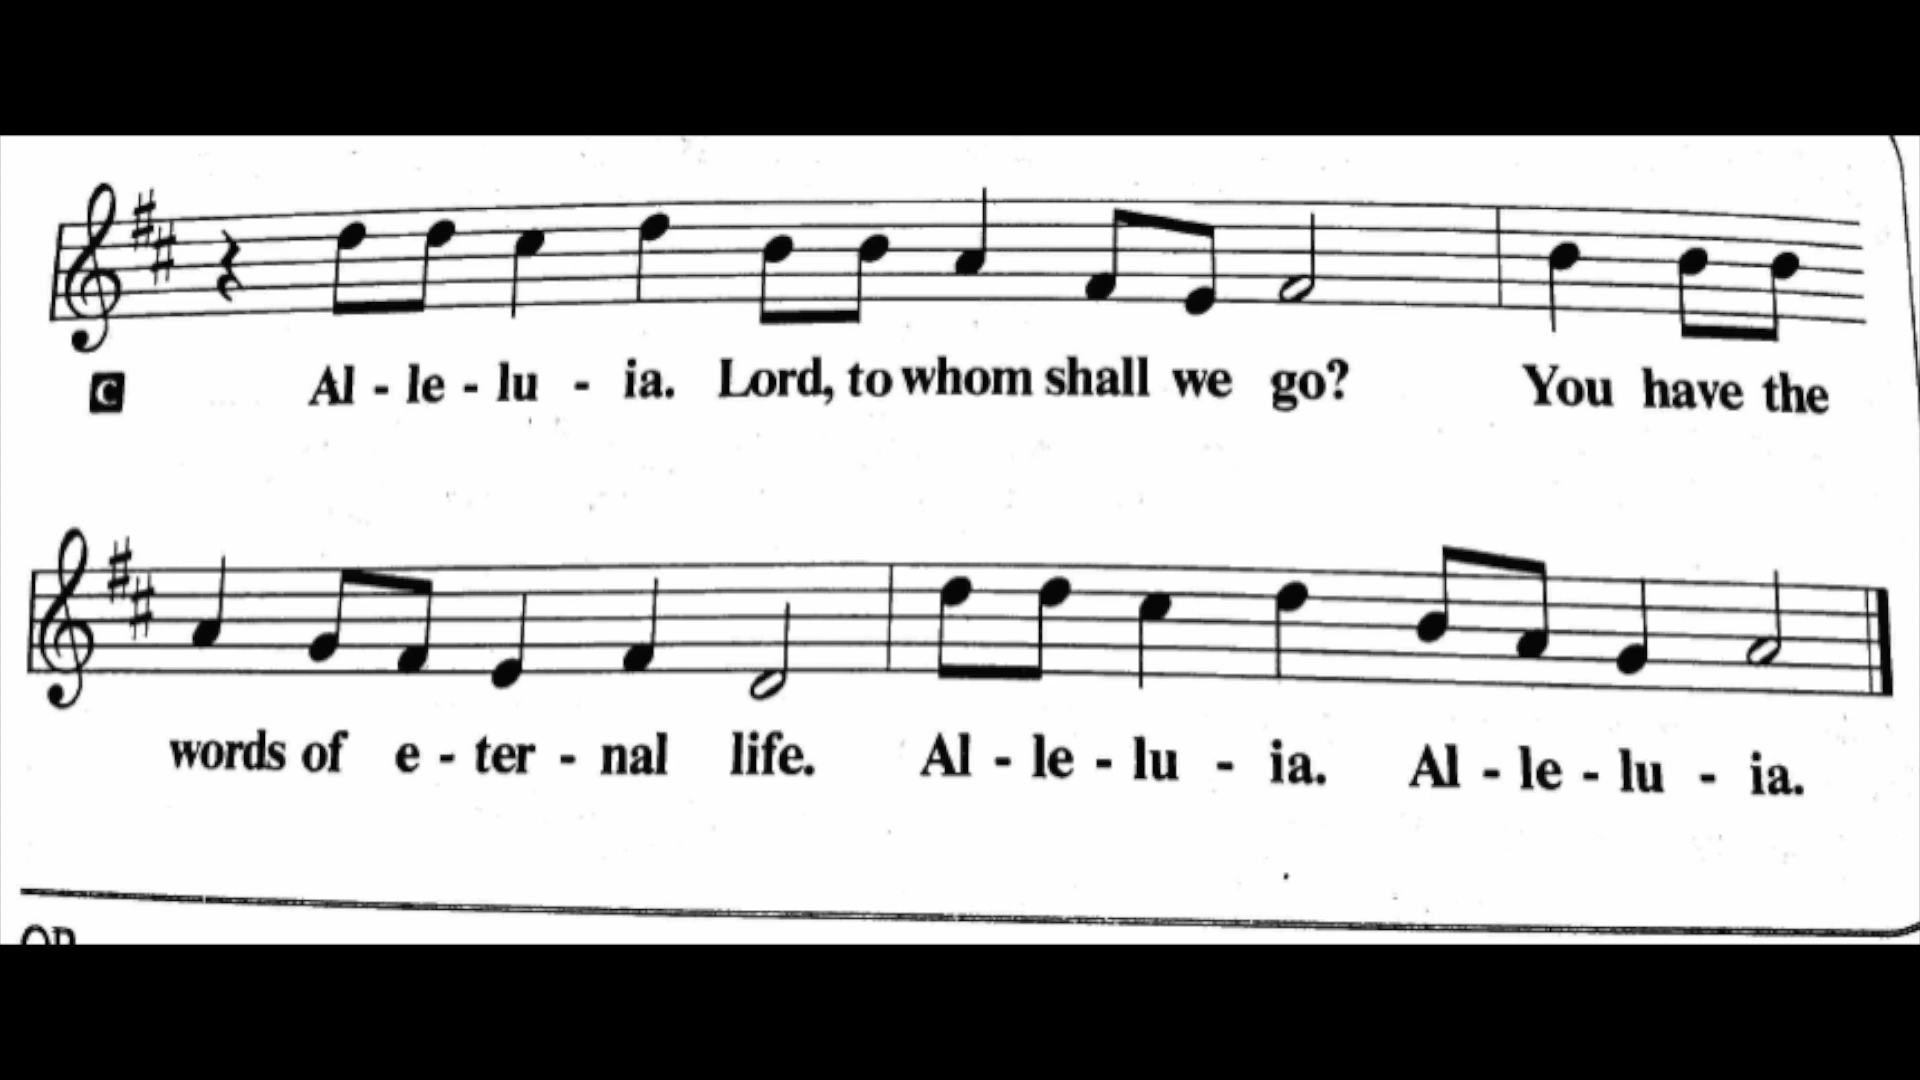 C Al - le - lu - ia. Lord, to whom shall we go? You have the
words of e - ter - nal life. Al - le - lu - ia. Al - le - lu - ia.